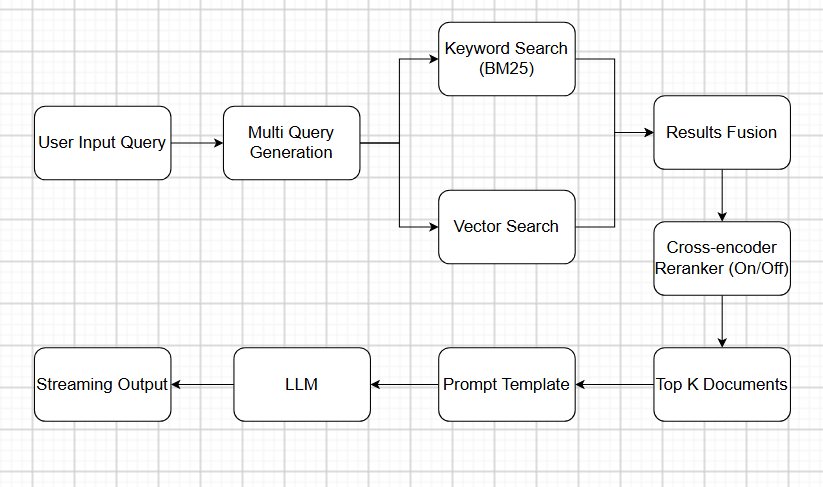 User Input Query
Multi Query
Generation
Keyword Search
(BM25)
Vector Search
Results Fusion
Cross-encoder
Reranker (On/Off)
Top K Documents
Prompt Template
LLM
Streaming Output